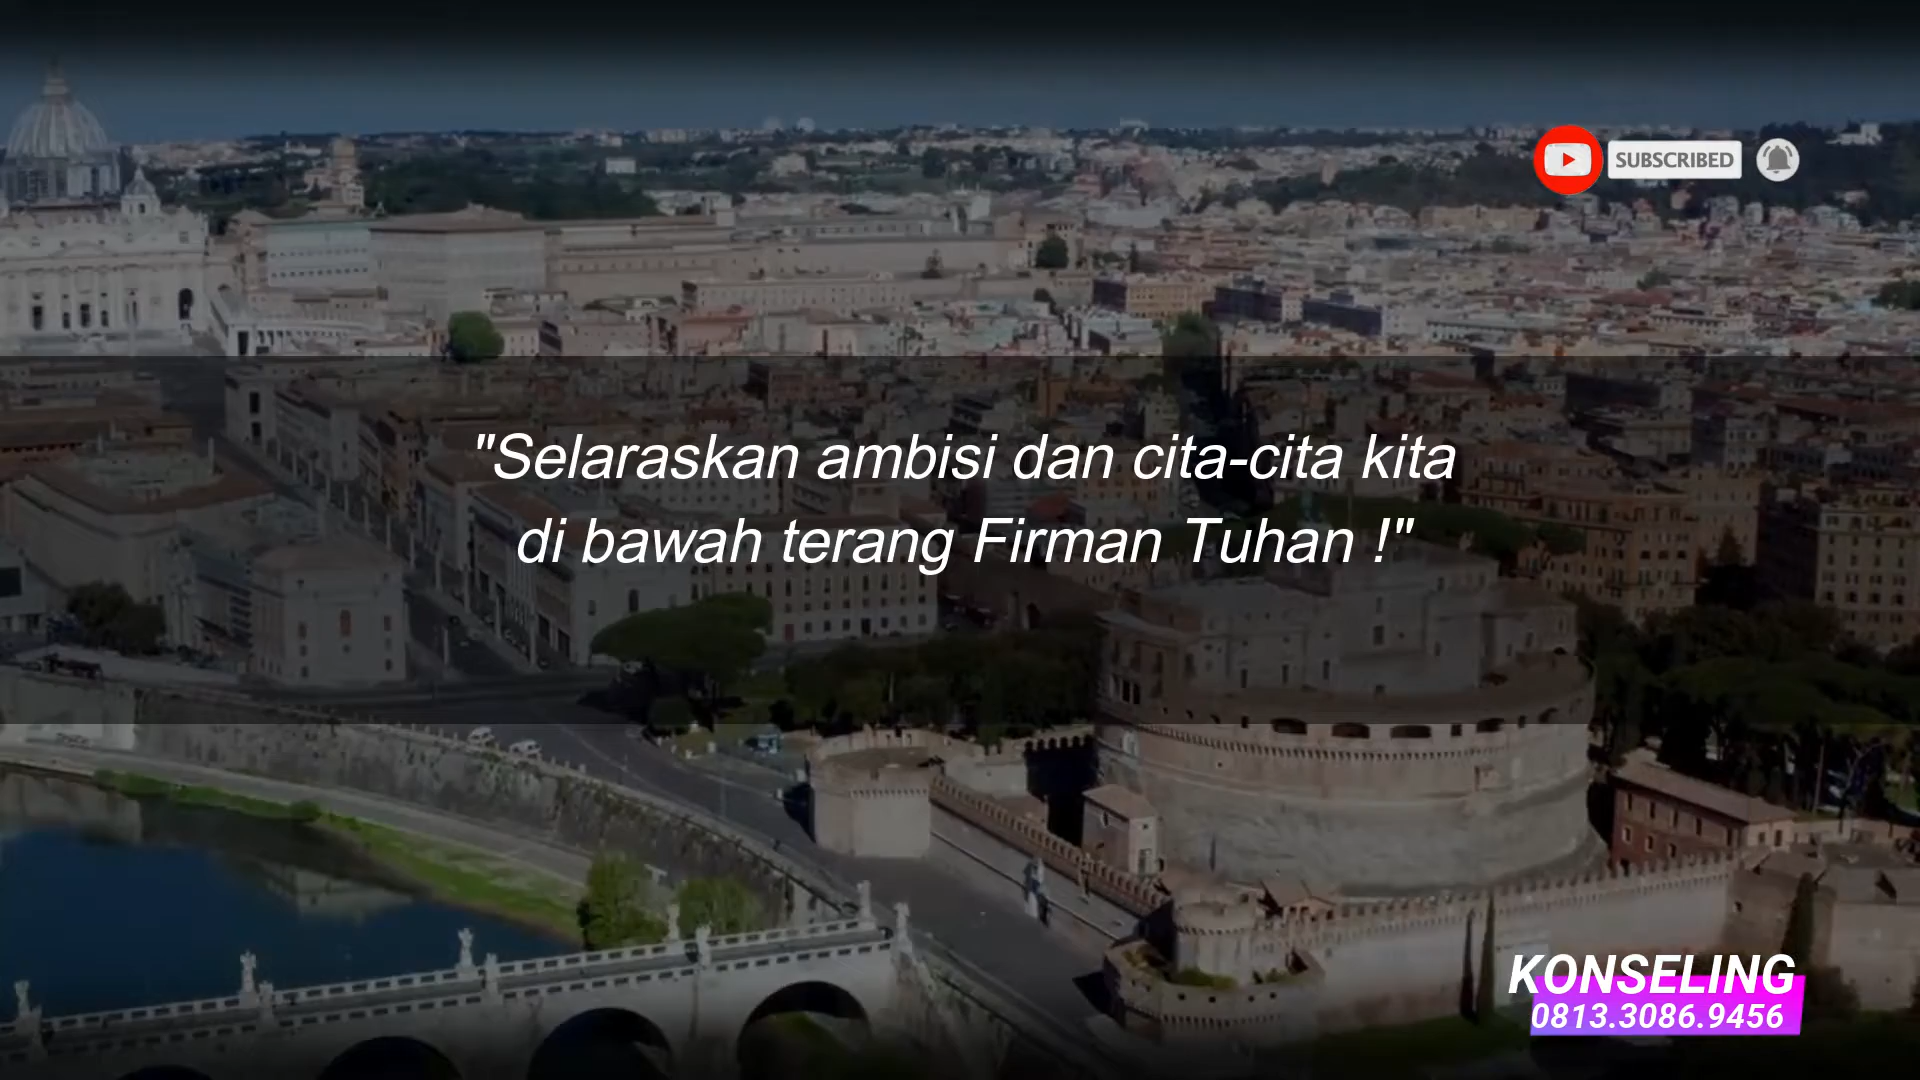 SUBSCRIBED
"Selaraskan ambisi dan cita-cita kita
di bawah terang Firman Tuhan !"
KONSELING
0813.3086.9456